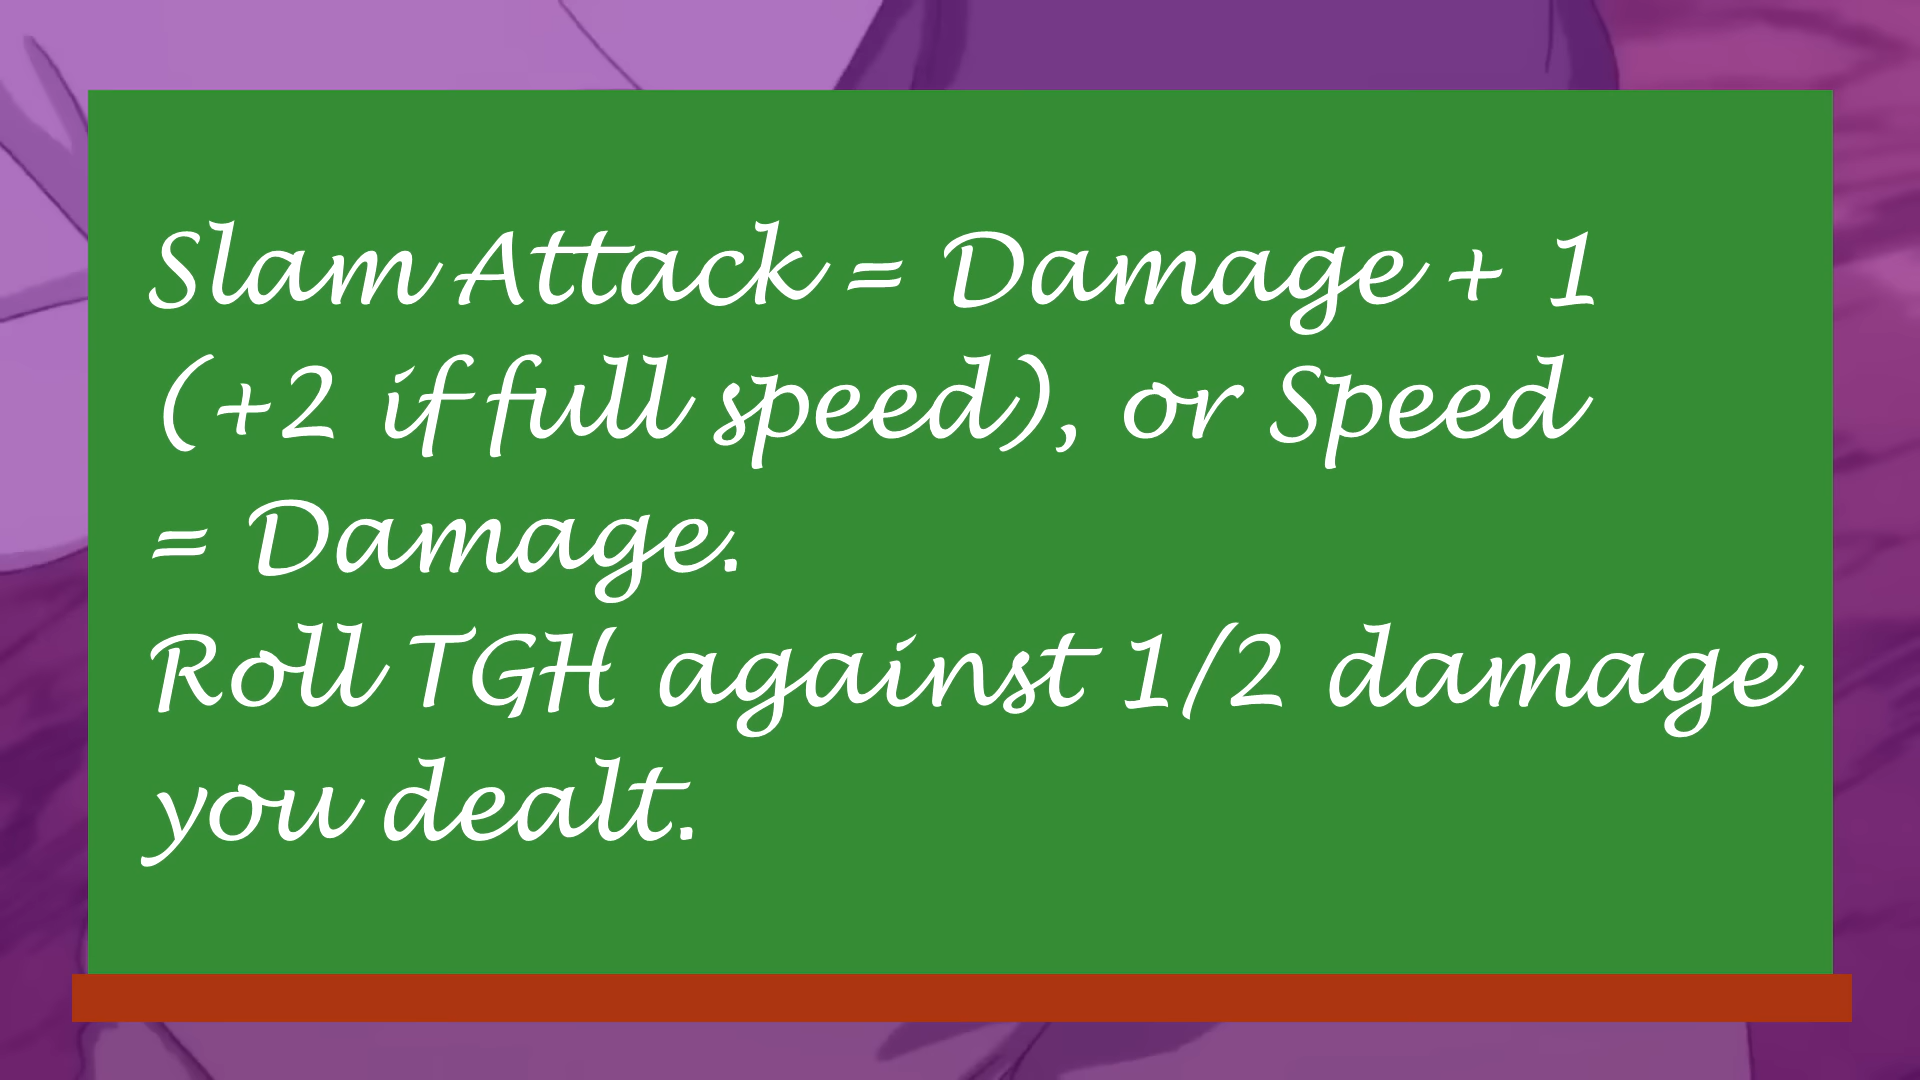 Slam Attack = Damage + 1
(+2 if full speed), or Speed
= Damage.
Roll TGH against 1/2 damage
you dealt.